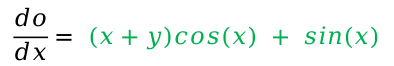 do/dx = (x + y)cos(x) + sin(x)